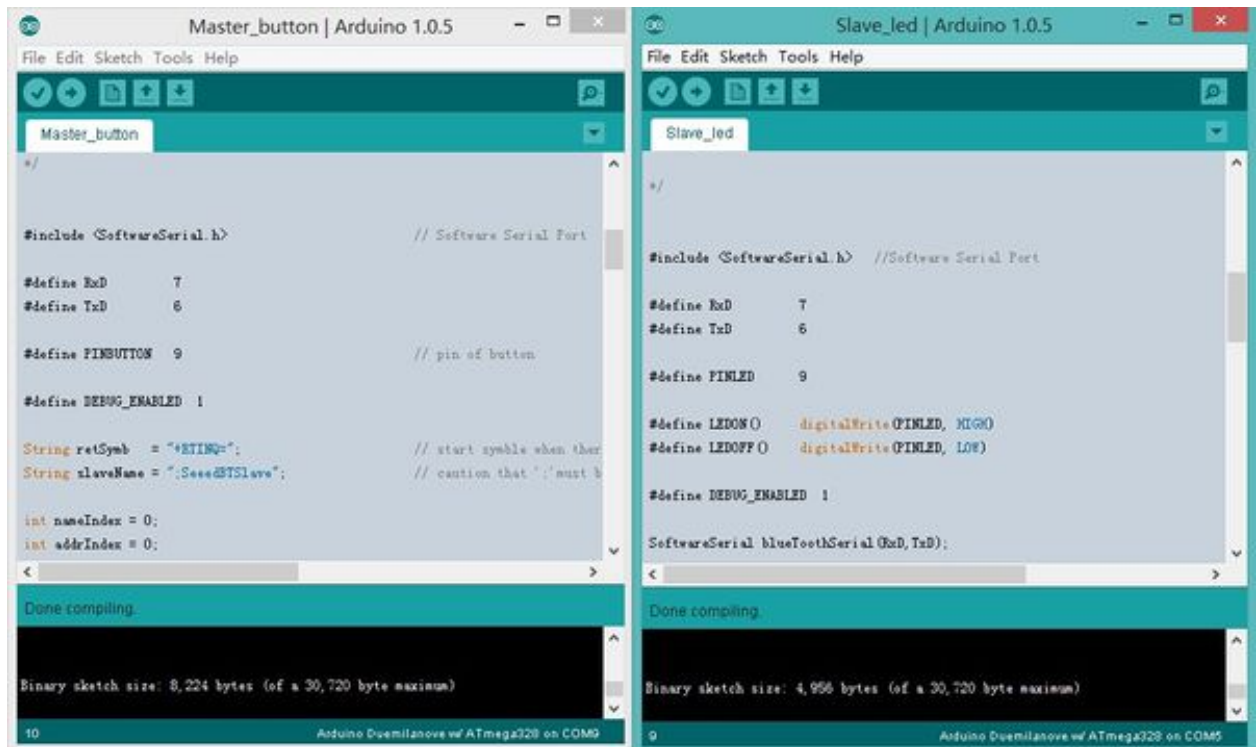 Master_button | Arduino 1.0.5
File Edit Sketch Tools Help
Master_button
*/
#include <SoftwareSerial.h> // Software Serial Port
#define RxD 7
#define TxD 6
#define PINBUTTON 9 // pin of button
#define DEBUG_ENABLED 1
String retSymb = "+RTINQ="; // start symble when ther
String slaveName = ";SeeedBTSlave"; // caution that ';'must b
int nameIndex = 0;
int addrIndex = 0;
Done compiling.
Binary sketch size: 8,224 bytes (of a 30,720 byte maximum)
10 Arduino Duemilanove w/ ATmega328 on COM9
Slave_led | Arduino 1.0.5
File Edit Sketch Tools Help
Slave_led
*/
#include <SoftwareSerial.h> //Software Serial Port
#define RxD 7
#define TxD 6
#define PINLED 9
#define LEDON() digitalWrite(PINLED, HIGH)
#define LEDOFF() digitalWrite(PINLED, LOW)
#define DEBUG_ENABLED 1
SoftwareSerial blueToothSerial(RxD,TxD);
Done compiling.
Binary sketch size: 4,956 bytes (of a 30,720 byte maximum)
9 Arduino Duemilanove w/ ATmega328 on COM5